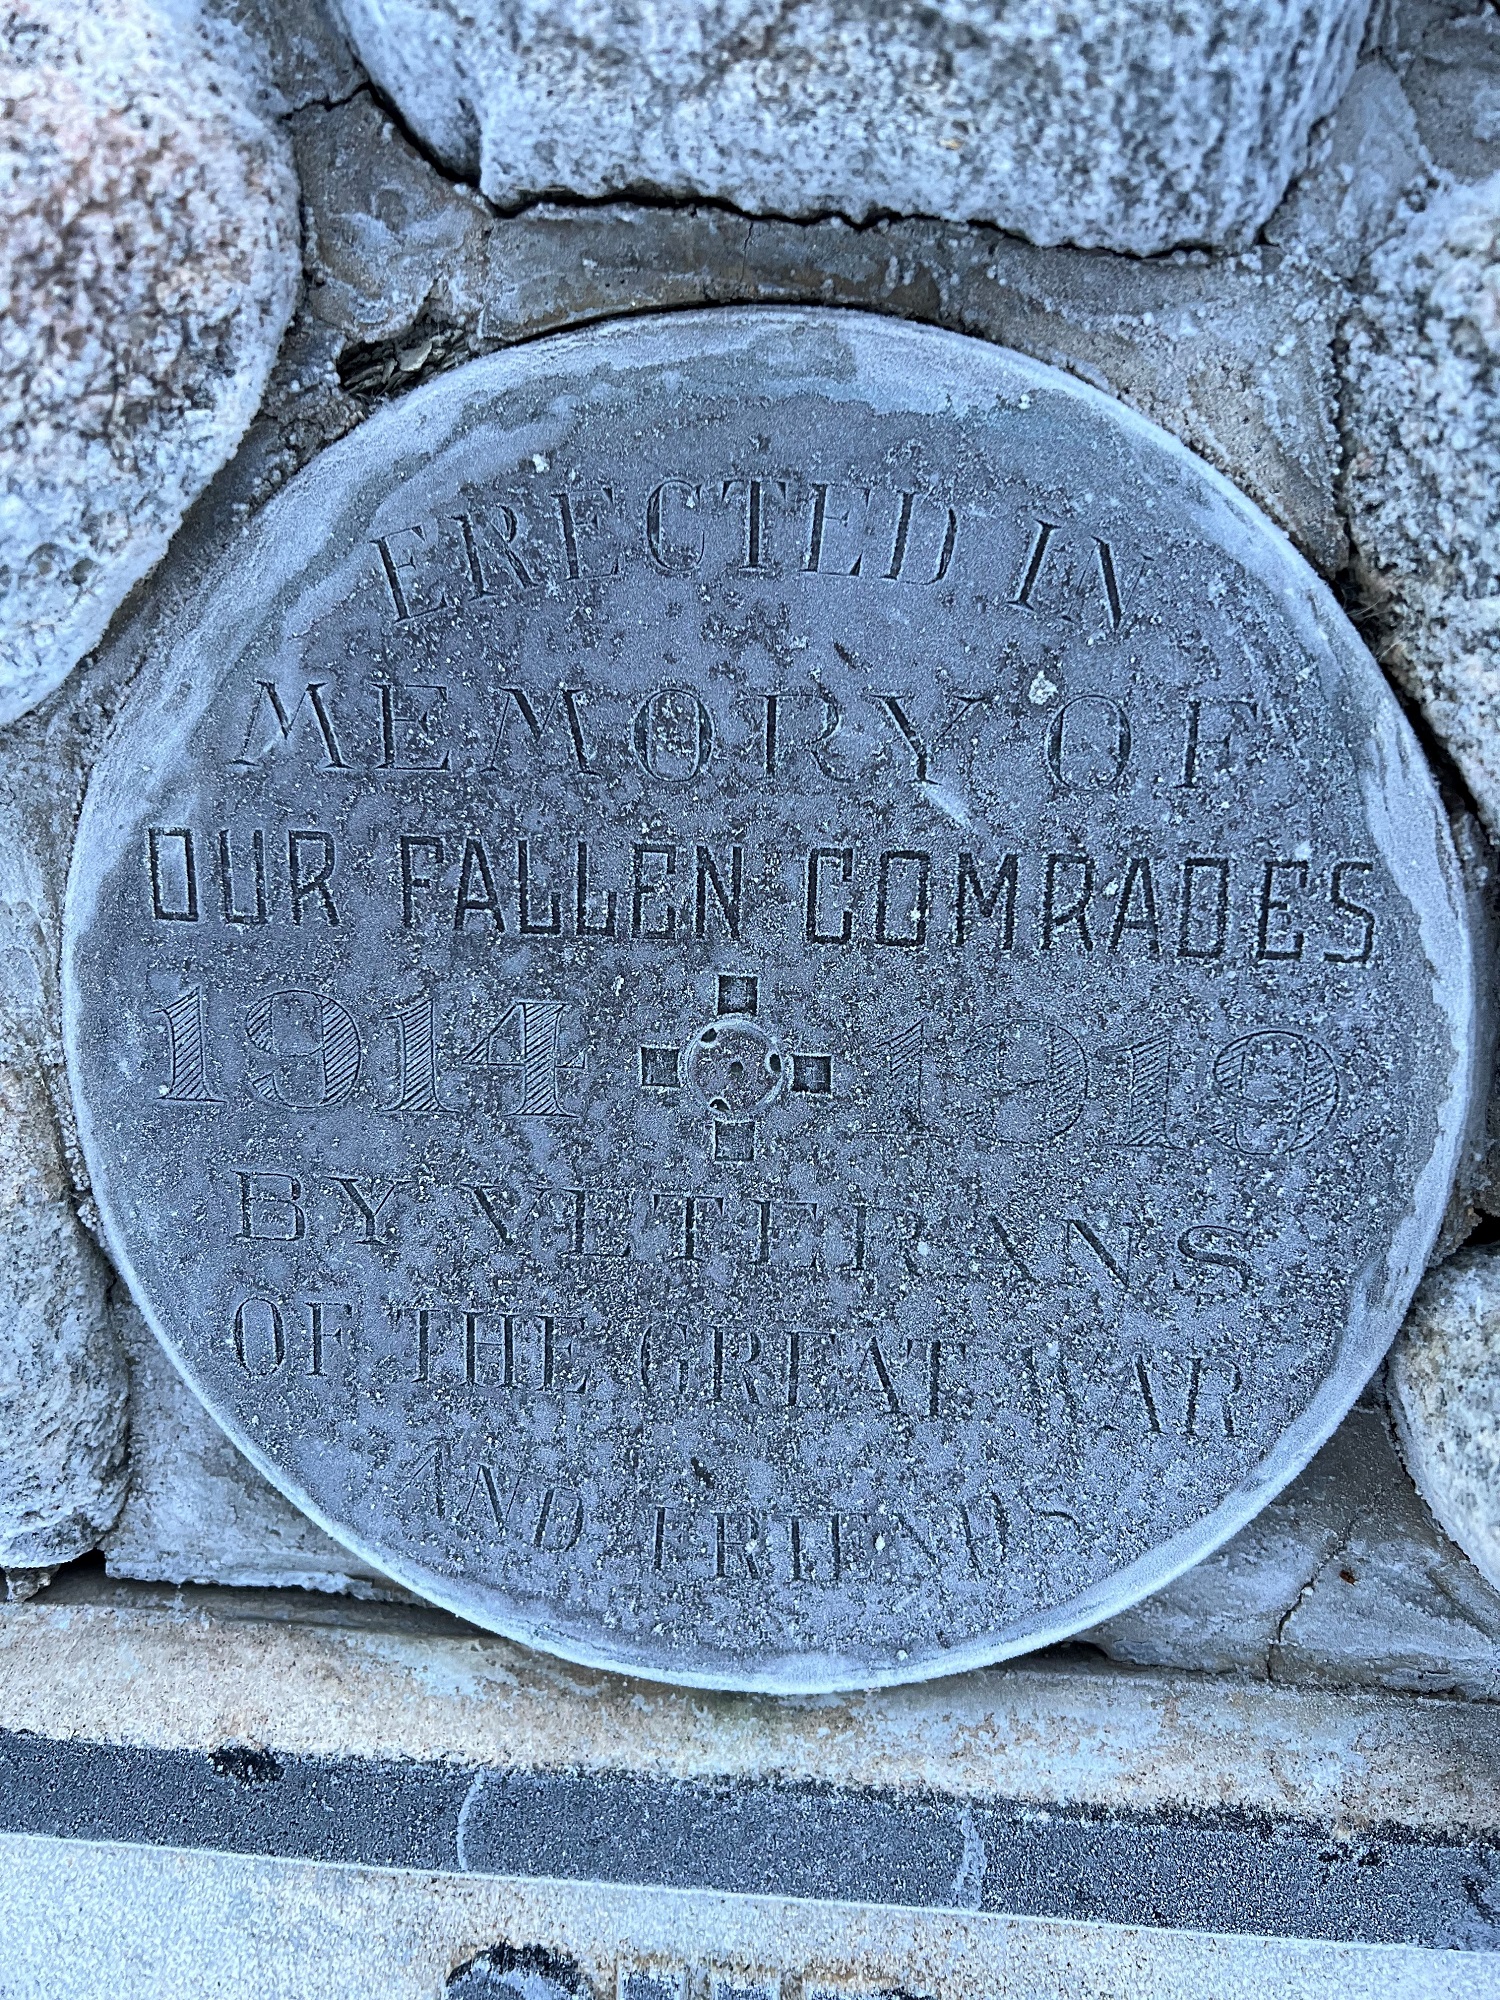 ERECTED IN
MEMORY OF
OUR FALLEN COMRADES
1914 1919
BY VETERANS
OF THE GREAT WAR
AND FRIENDS